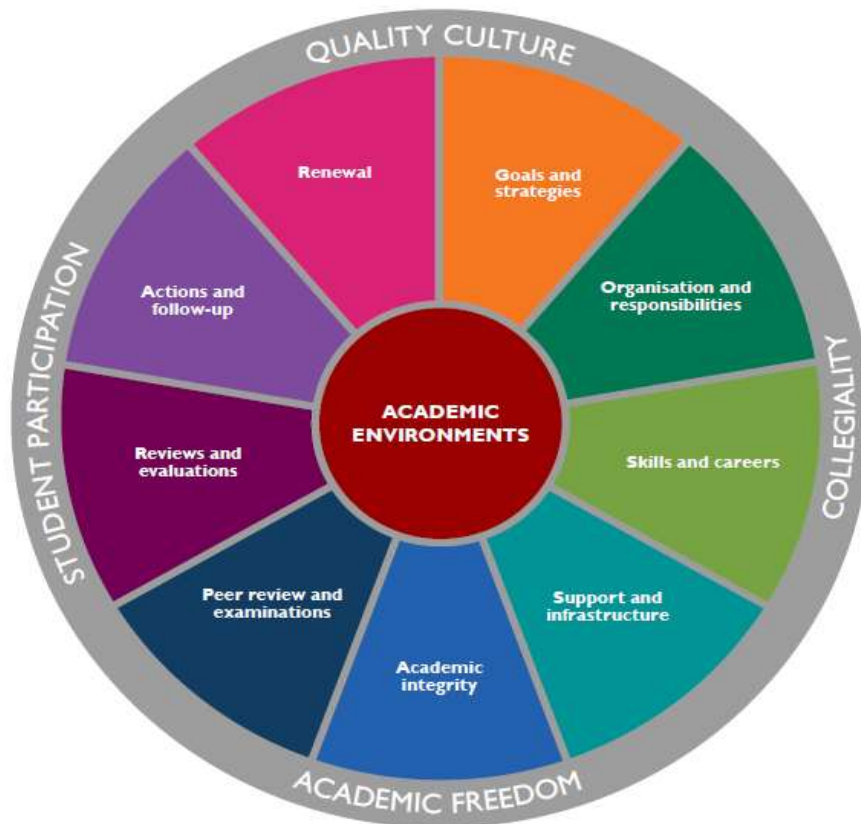 QUALITY CULTURE
Renewal
Goals and
strategies
Organisation and
responsibilities
Skills and careers
Support and
infrastructure
Academic
integrity
Peer review and
examinations
Reviews and
evaluations
Actions and
follow-up
ACADEMIC
ENVIRONMENTS
STUDENT PARTICIPATION
COLLEGIALITY
ACADEMIC FREEDOM